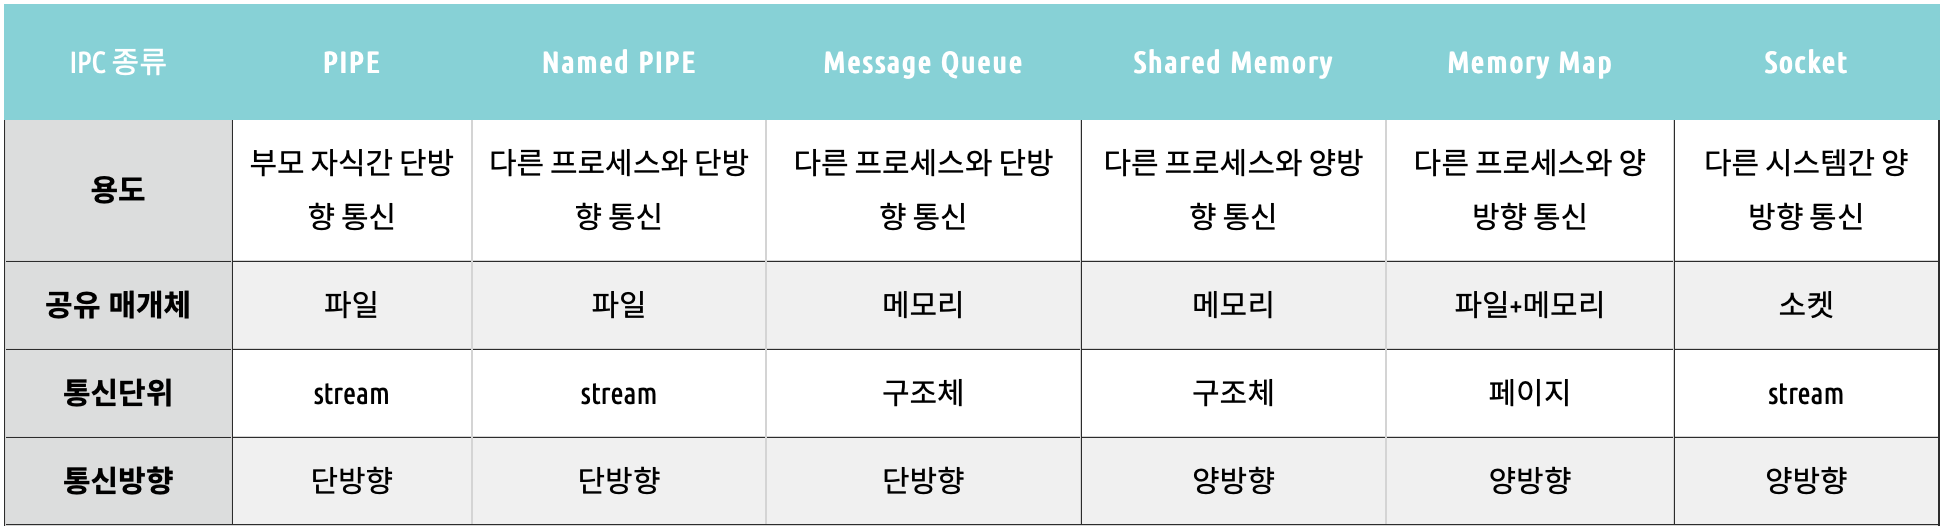 IPC 종류 PIPE Named PIPE Message Queue Shared Memory Memory Map Socket
용도
부모 자식간 단방
향 통신
다른 프로세스와 단방
향 통신
다른 프로세스와 단방
향 통신
다른 프로세스와 양방
향 통신
다른 프로세스와 양
방향 통신
다른 시스템간 양
방향 통신
공유 매개체 파일 파일 메모리 메모리 파일+메모리 소켓
통신단위 stream stream 구조체 구조체 페이지 stream
통신방향 단방향 단방향 단방향 양방향 양방향 양방향